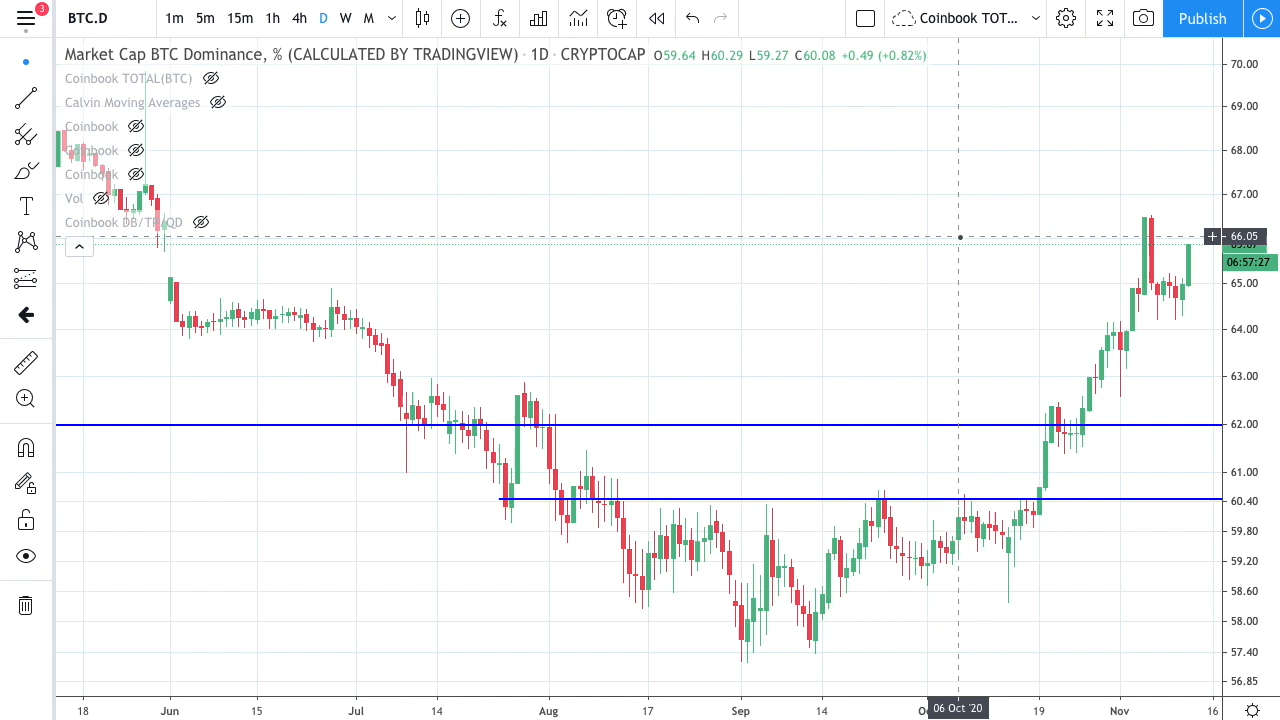 3
BTC.D 1m 5m 15m 1h 4h D W M Coinbook TOT... Publish
Market Cap BTC Dominance, % (CALCULATED BY TRADINGVIEW) · 1D · CRYPTOCAP O59.64 H60.29 L59.27 C60.08 +0.49 (+0.82%)
Coinbook TOTAL(BTC)
Calvin Moving Averages
Coinbook
Coinbook
Coinbook
Vol
Coinbook DB/TP/QD
70.00
69.00
68.00
67.00
66.05
06:57:27
65.00
64.00
63.00
62.00
61.00
60.40
59.80
59.20
58.60
58.00
57.40
56.85
18 Jun 15 Jul 14 Aug 17 Sep 14 06 Oct '20 19 Nov 16